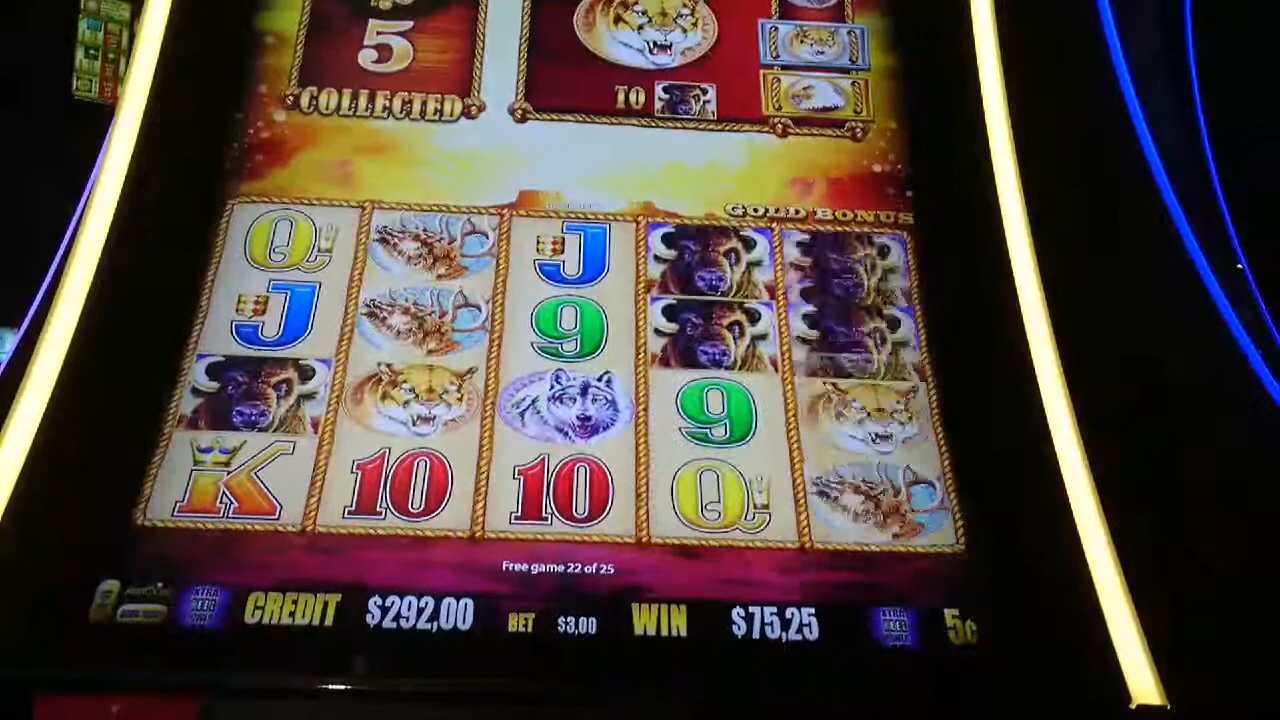 5
COLLECTED
TO
GOLD BONUS
Q J J
J 9
9
K 10 10 Q
Free game 22 of 25
CREDIT $292,00 BET $3,00 WIN $75,25 5¢